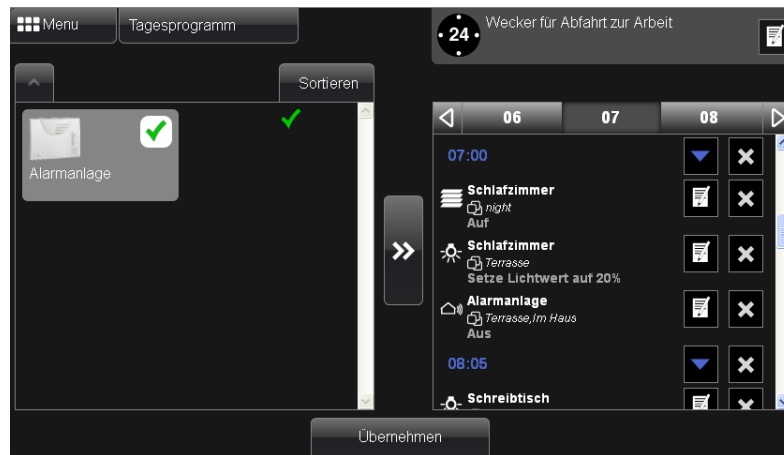 Menu
Tagesprogramm
24
Wecker für Abfahrt zur Arbeit
Sortieren
Alarmanlage
06
07
08
07:00
Schlafzimmer
night
Auf
Schlafzimmer
Terrasse
Setze Lichtwert auf 20%
Alarmanlage
Terrasse,Im Haus
Aus
08:05
Schreibtisch
Übernehmen